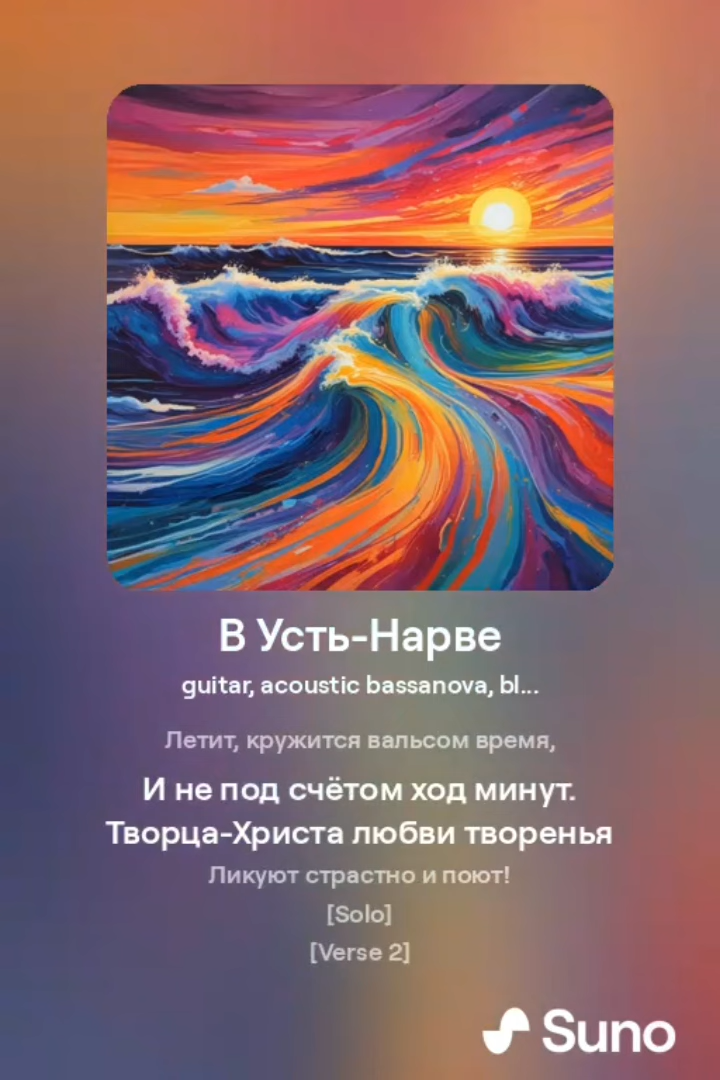 В Усть-Нарве
guitar, acoustic bassanova, bl...
Летит, кружится вальсом время,
И не под счётом ход минут.
Творца-Христа любви творенья
Ликуют страстно и поют!
[Solo]
[Verse 2]
Suno